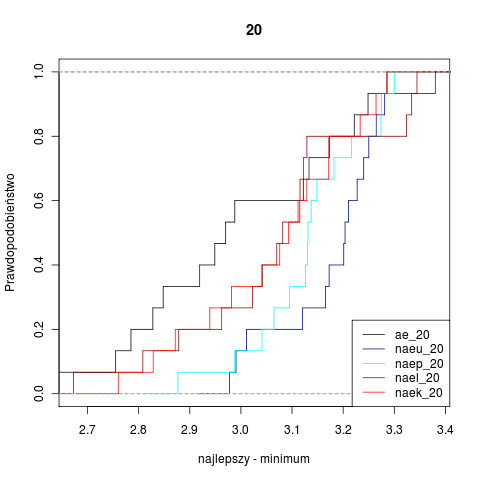 20
Prawdopodobieństwo
1.0
0.8
0.6
0.4
0.2
0.0
ae_20
naeu_20
naep_20
nael_20
naek_20
2.7 2.8 2.9 3.0 3.1 3.2 3.3 3.4
najlepszy - minimum